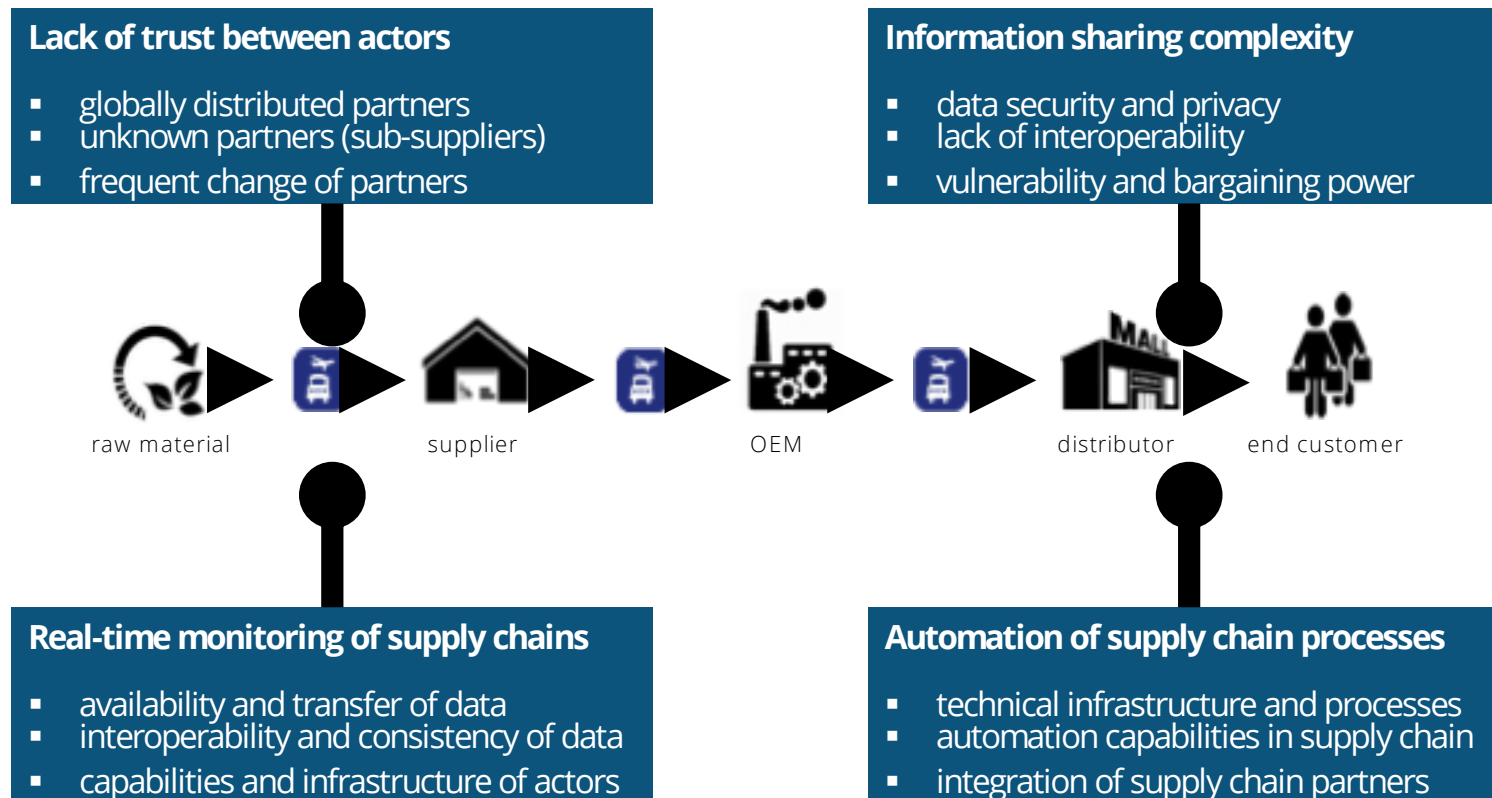 Lack of trust between actors
▪ globally distributed partners
▪ unknown partners (sub-suppliers)
▪ frequent change of partners
Information sharing complexity
▪ data security and privacy
▪ lack of interoperability
▪ vulnerability and bargaining power
MALL
raw material
supplier
OEM
distributor
end customer
Real-time monitoring of supply chains
▪ availability and transfer of data
▪ interoperability and consistency of data
▪ capabilities and infrastructure of actors
Automation of supply chain processes
▪ technical infrastructure and processes
▪ automation capabilities in supply chain
▪ integration of supply chain partners